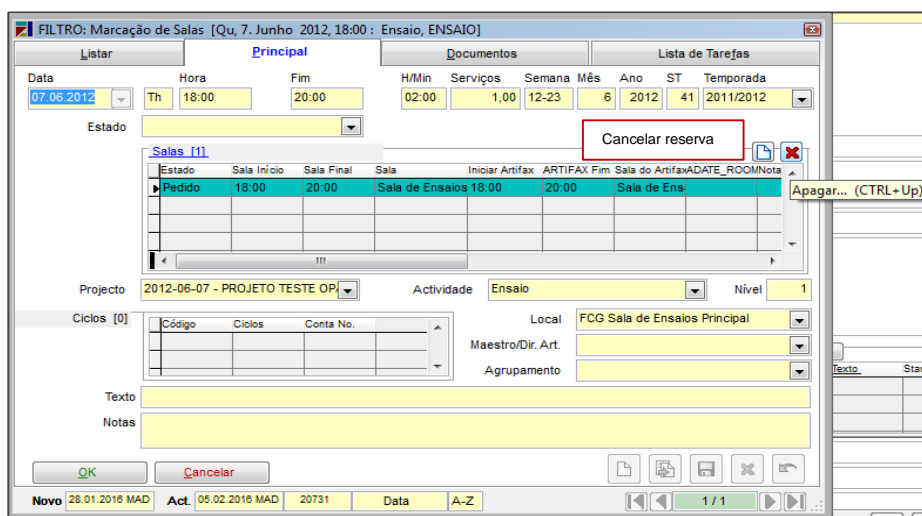 FILTRO: Marcação de Salas [Qu, 7. Junho 2012, 18:00 : Ensaio, ENSAIO]
Listar Principal Documentos Lista de Tarefas
Data Hora Fim H/Min Serviços Semana Mês Ano ST Temporada
07.06.2012 Th 18:00 20:00 02:00 1,00 12-23 6 2012 41 2011/2012
Estado
Cancelar reserva
Salas [1]
Estado Sala Início Sala Final Sala Iniciar Artifax ARTIFAX Fim Sala do Artifax ADATE_ROOM Nota
Pedido 18:00 20:00 Sala de Ensaios 18:00 20:00 Sala de Ens
Apagar... (CTRL+Up)
Projecto 2012-06-07 - PROJETO TESTE OP Actividade Ensaio Nível 1
Ciclos [0] Código Ciclos Conta No. Local FCG Sala de Ensaios Principal
Maestro/Dir. Art.
Agrupamento
Texto Star
Texto
Notas
OK Cancelar
Novo 28.01.2016 MAD Act. 05.02.2016 MAD 20731 Data A-Z 1 / 1